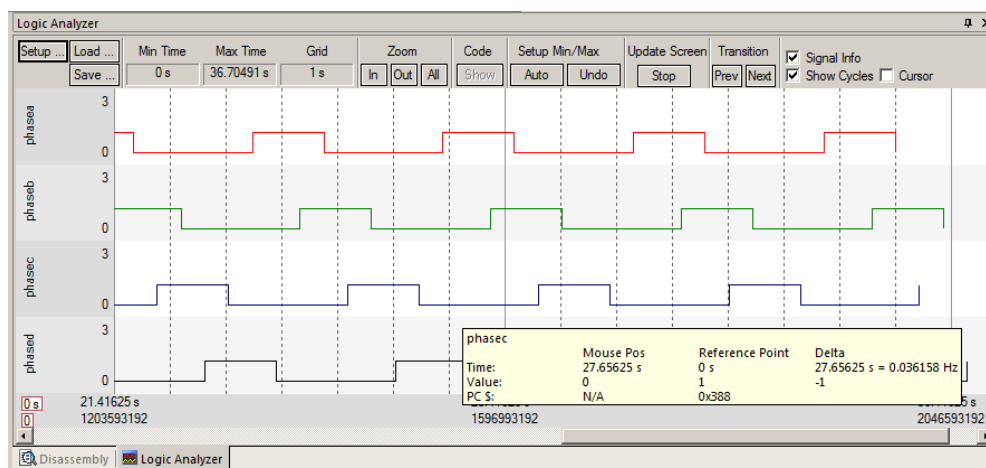 Logic Analyzer
Setup ... Load ... Min Time Max Time Grid Zoom Code Setup Min/Max Update Screen Transition Signal Info
Save ... 0 s 36.70491 s 1 s In Out All Show Auto Undo Stop Prev Next Show Cycles Cursor
phasea
3
0
phaseb
3
0
phasec
3
0
phased
3
0
phasec
Mouse Pos Reference Point Delta
Time: 27.65625 s 0 s 27.65625 s = 0.036158 Hz
Value: 0 1 -1
PC $: N/A 0x388
0 s 21.41625 s
0 1203593192 1596993192 2046593192
Disassembly Logic Analyzer